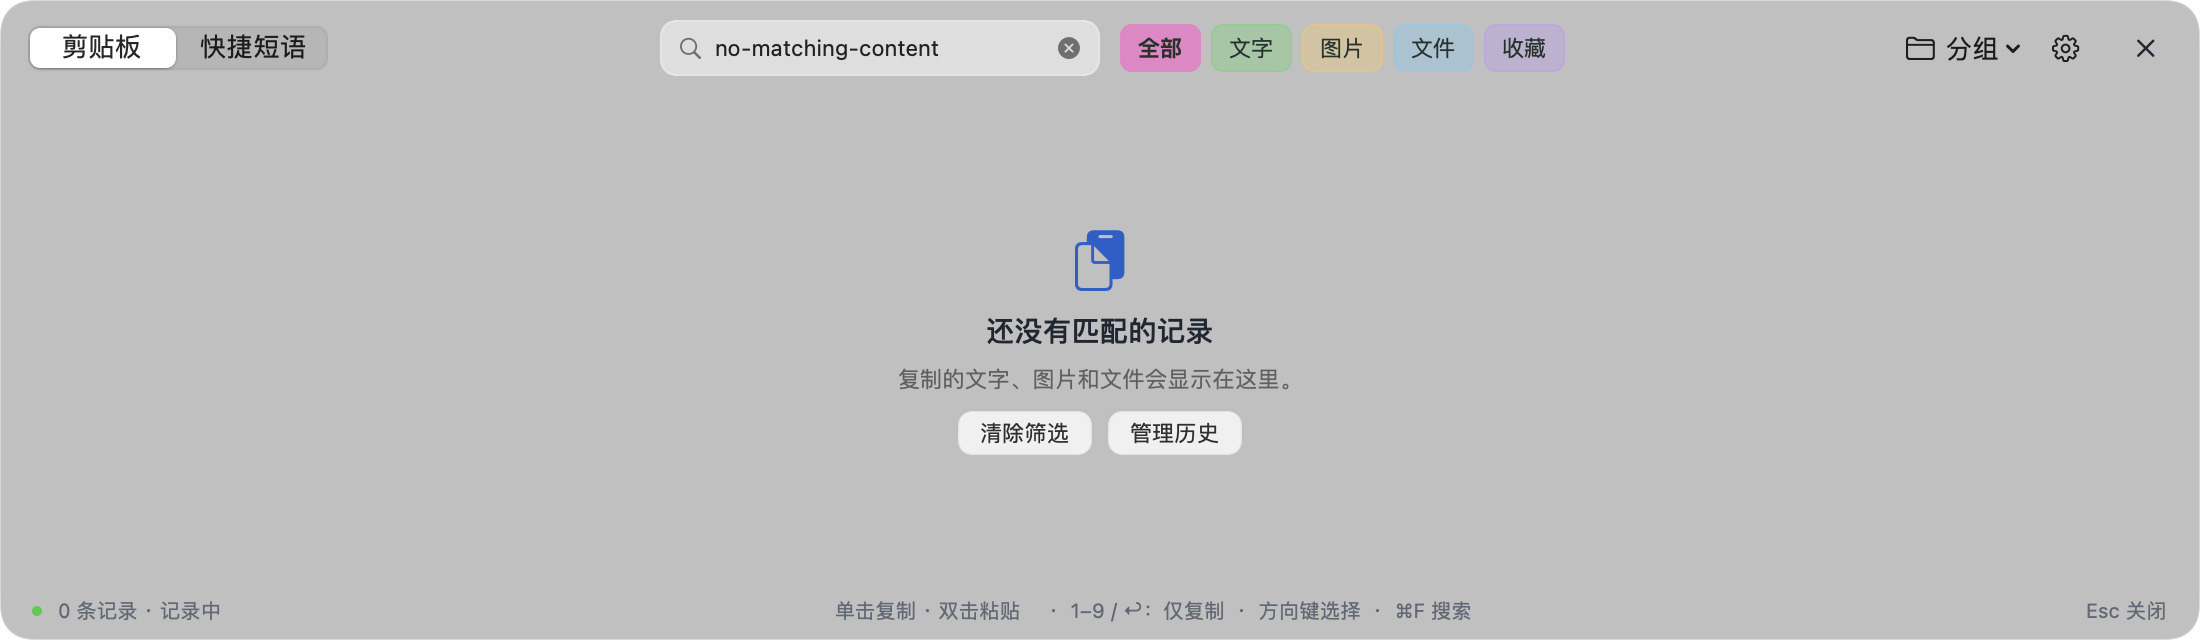 剪贴板 快捷短语 no-matching-content 全部 文字 图片 文件 收藏 分组
还没有匹配的记录
复制的文字、图片和文件会显示在这里。
清除筛选 管理历史
0 条记录 · 记录中 单击复制 · 双击粘贴 · 1–9 / ↩: 仅复制 · 方向键选择 · ⌘F 搜索 Esc 关闭